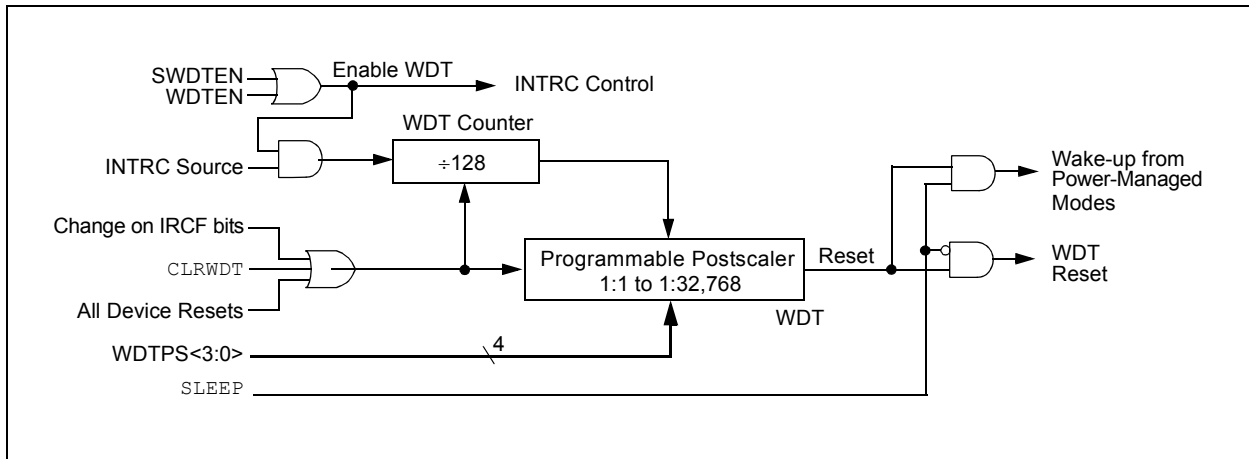 SWDTEN
WDTEN
Enable WDT
INTRC Control
WDT Counter
÷128
INTRC Source
Wake-up from
Power-Managed
Modes
Change on IRCF bits
CLRWDT
All Device Resets
Programmable Postscaler
1:1 to 1:32,768
Reset
WDT
Reset
WDT
WDTPS<3:0>
4
SLEEP